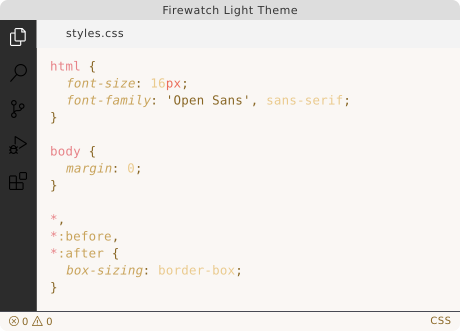 Firewatch Light Theme
styles.css
html {
  font-size: 16px;
  font-family: 'Open Sans', sans-serif;
}

body {
  margin: 0;
}

*,
*:before,
*:after {
  box-sizing: border-box;
}
0 0 CSS